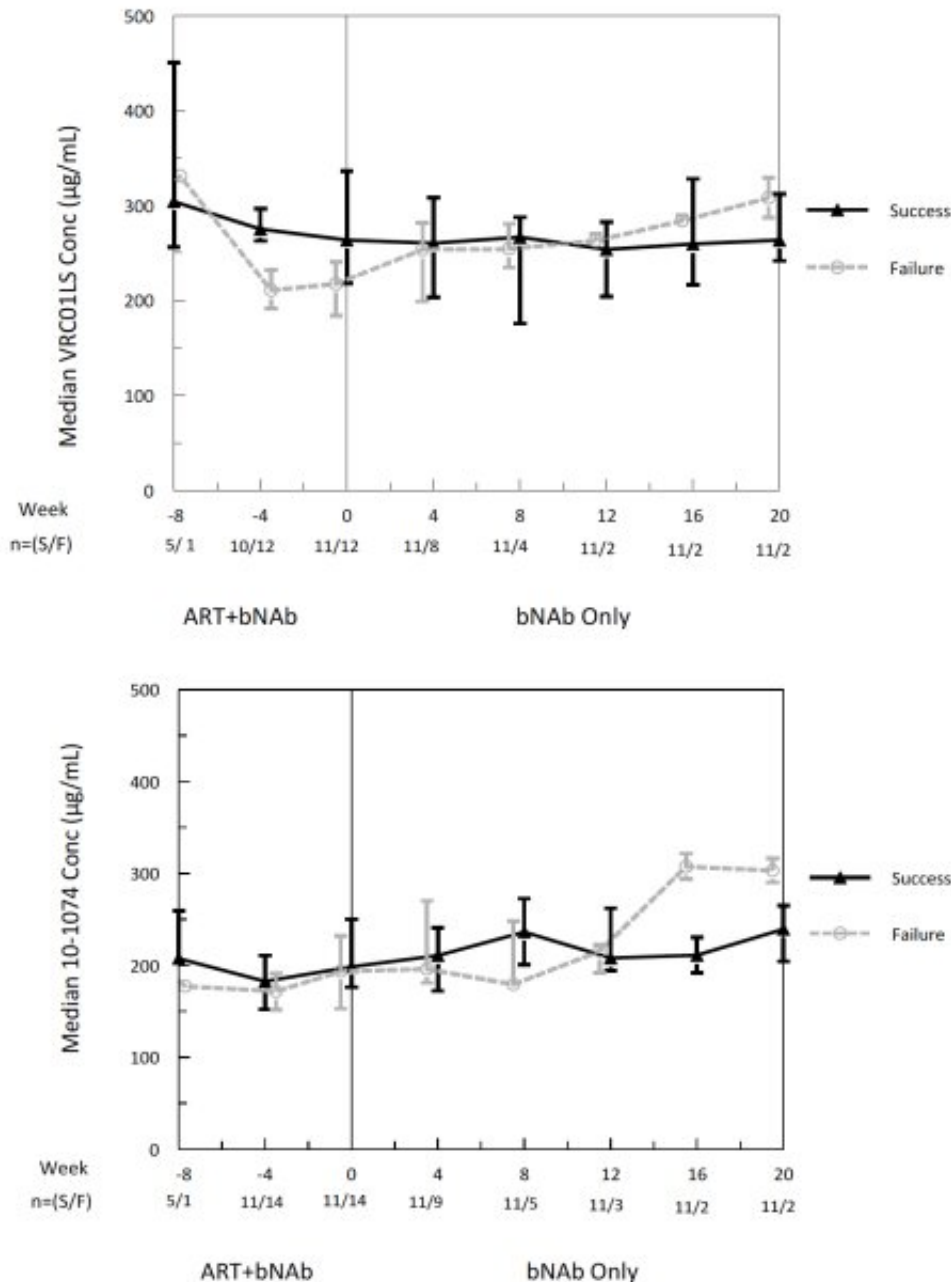 Median VRC01LS Conc (µg/mL)
500
400
300
200
100
0
Success
Failure
Week -8 -4 0 4 8 12 16 20
n=(S/F) 5/ 1 10/12 11/12 11/8 11/4 11/2 11/2 11/2
ART+bNAb bNAb Only
Median 10-1074 Conc (µg/mL)
500
400
300
200
100
0
Success
Failure
Week -8 -4 0 4 8 12 16 20
n=(S/F) 5/1 11/14 11/14 11/9 11/5 11/3 11/2 11/2
ART+bNAb bNAb Only